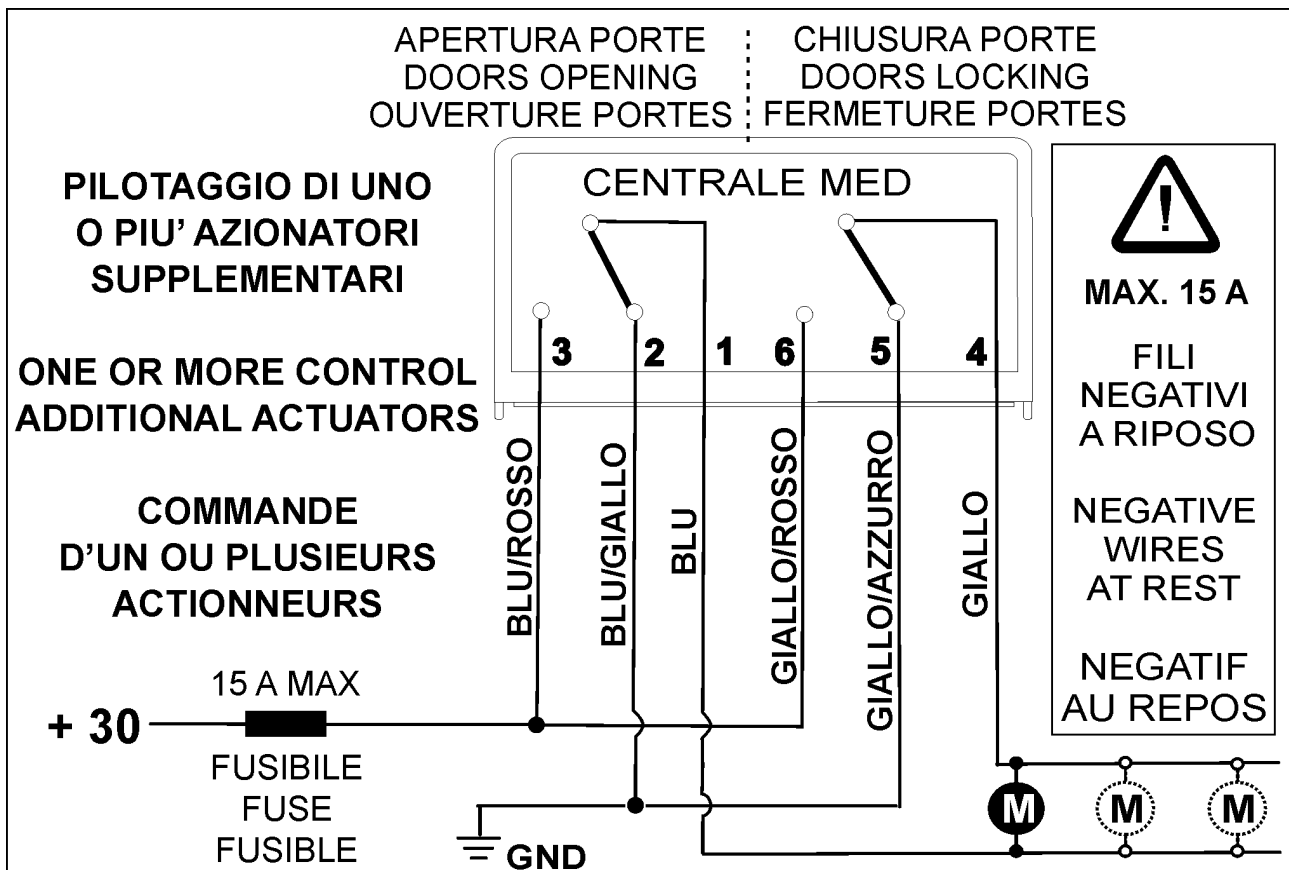 APERTURA PORTE
DOORS OPENING
OUVERTURE PORTES
CHIUSURA PORTE
DOORS LOCKING
FERMETURE PORTES
PILOTAGGIO DI UNO
O PIU' AZIONATORI
SUPPLEMENTARI
ONE OR MORE CONTROL
ADDITIONAL ACTUATORS
COMMANDE
D'UN OU PLUSIEURS
ACTIONNEURS
CENTRALE MED
3 2 1 6 5 4
BLU/ROSSO
BLU/GIALLO
BLU
GIALLO/ROSSO
GIALLO/AZZURRO
GIALLO
!
MAX. 15 A
FILI
NEGATIVI
A RIPOSO
NEGATIVE
WIRES
AT REST
NEGATIF
AU REPOS
15 A MAX
+ 30
FUSIBILE
FUSE
FUSIBLE
GND
M M M